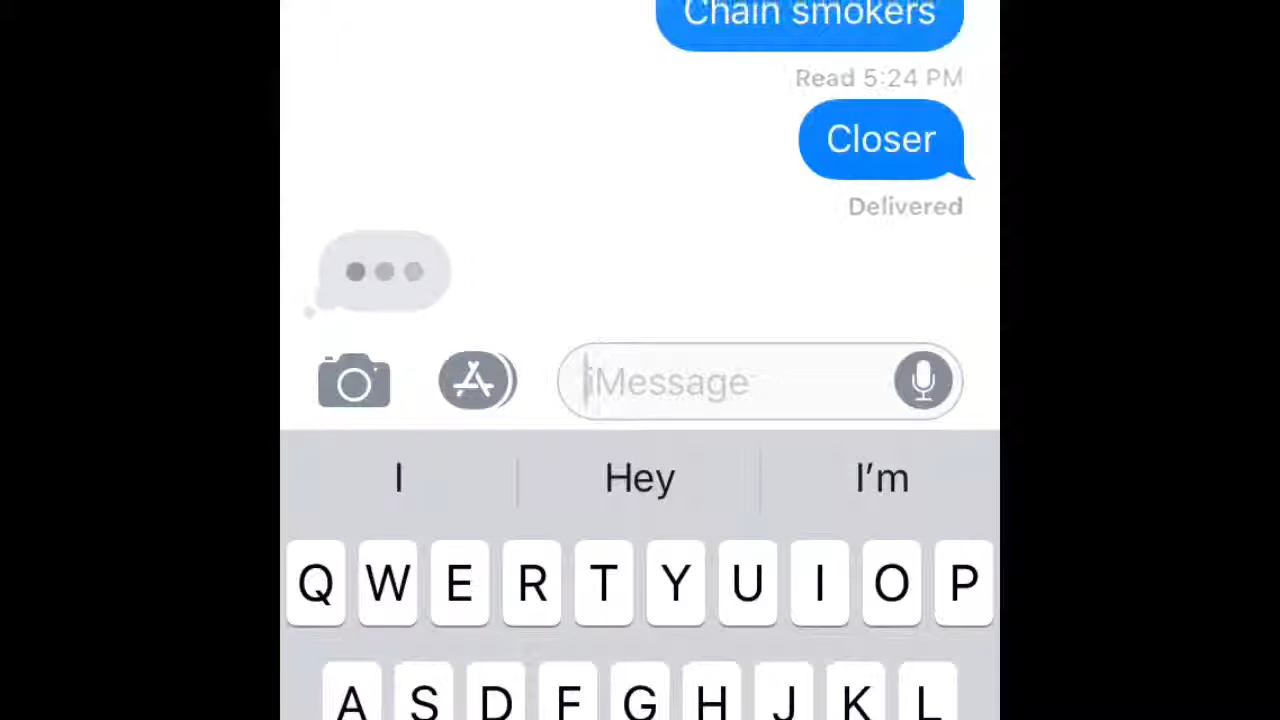 Chain smokers
Read 5:24 PM
Closer
Delivered
iMessage
I Hey I'm
Q W E R T Y U I O P
A S D F G H J K L